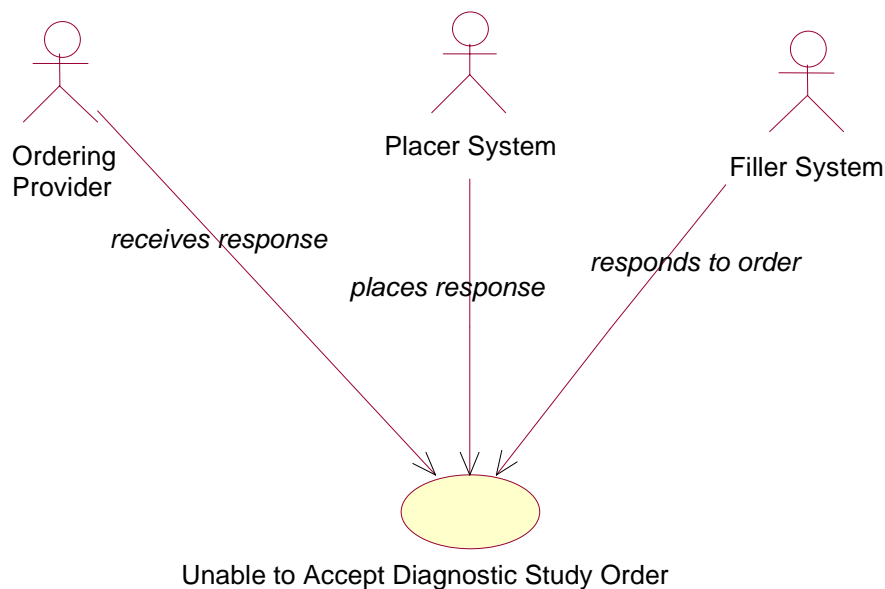 Ordering
Provider
Placer System
Filler System
receives response
places response
responds to order
Unable to Accept Diagnostic Study Order